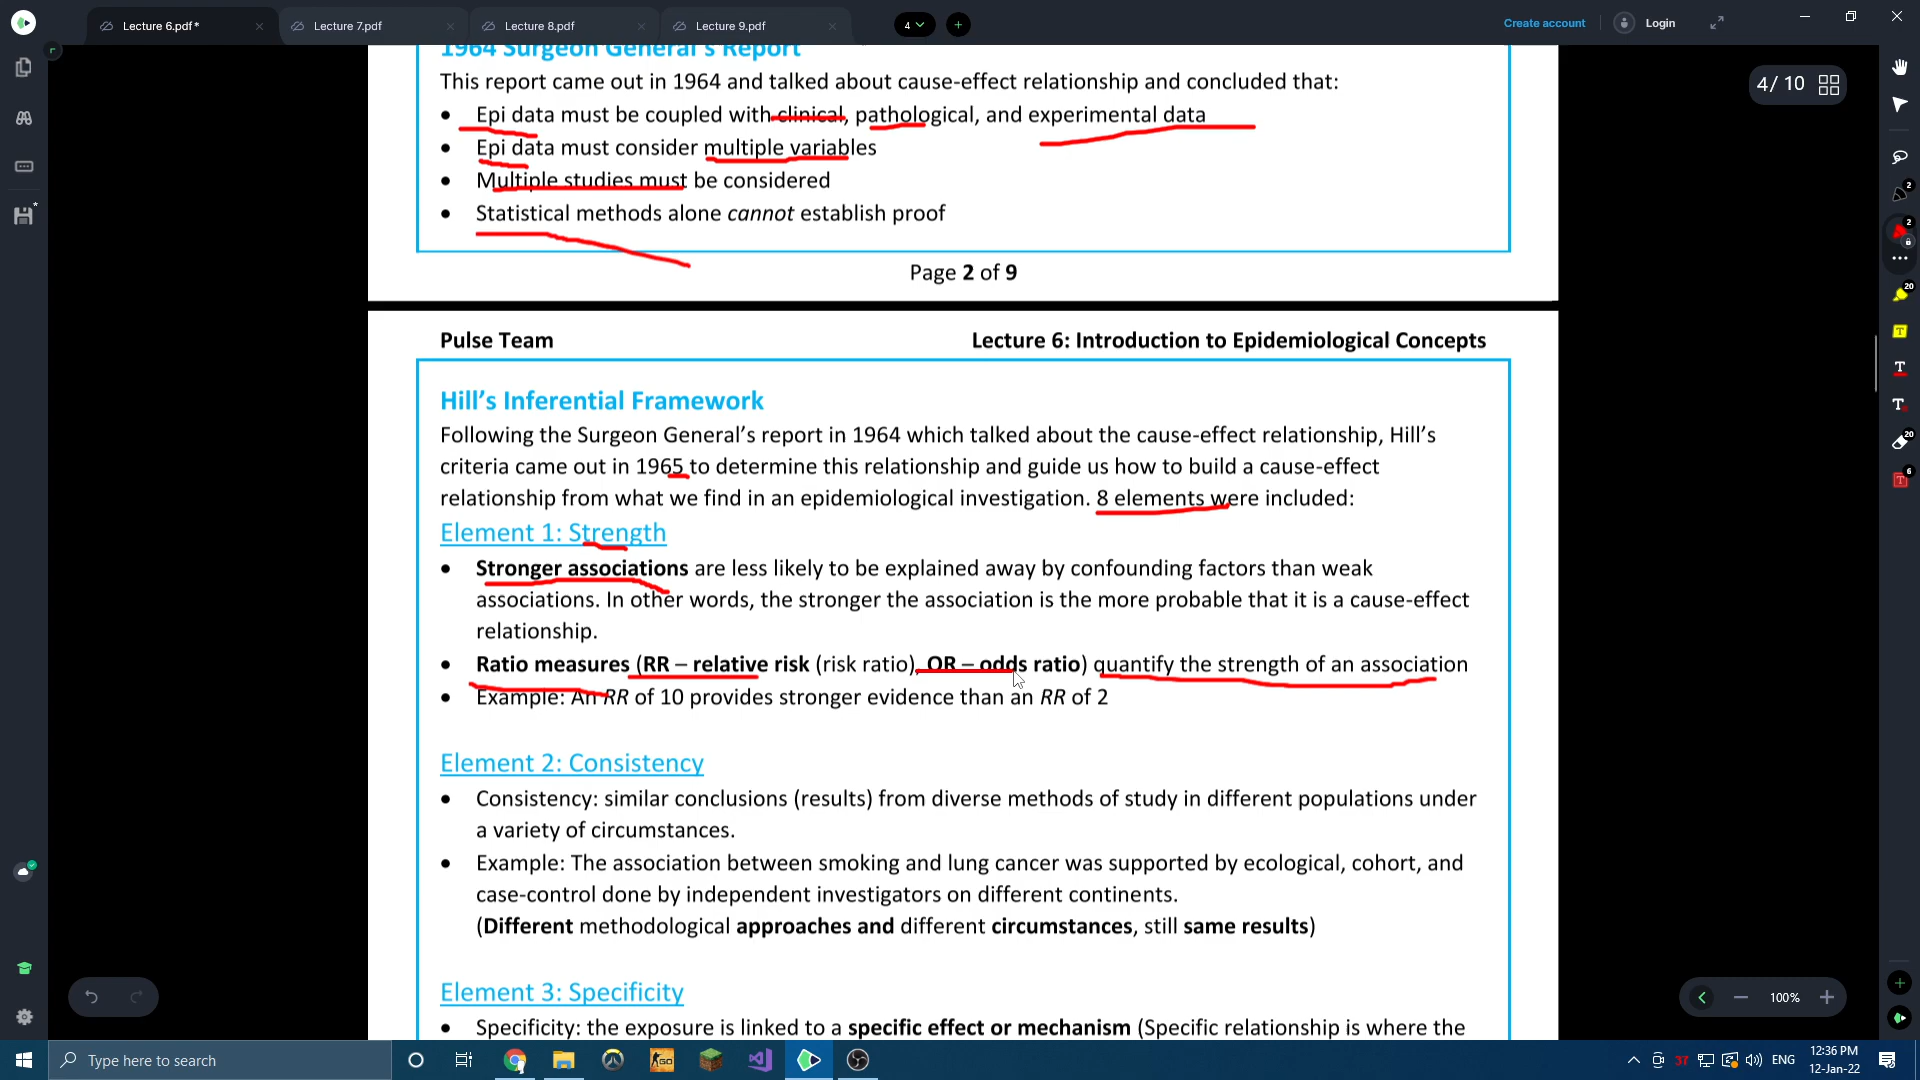 Lecture 6.pdf*
Lecture 7.pdf
Lecture 8.pdf
Lecture 9.pdf
4
Create account
Login
4/ 10
1964 Surgeon General's Report
This report came out in 1964 and talked about cause-effect relationship and concluded that:
• Epi data must be coupled with clinical, pathological, and experimental data
• Epi data must consider multiple variables
• Multiple studies must be considered
• Statistical methods alone cannot establish proof
Page 2 of 9
Pulse Team
Lecture 6: Introduction to Epidemiological Concepts
Hill's Inferential Framework
Following the Surgeon General's report in 1964 which talked about the cause-effect relationship, Hill's
criteria came out in 1965 to determine this relationship and guide us how to build a cause-effect
relationship from what we find in an epidemiological investigation. 8 elements were included:
Element 1: Strength
• Stronger associations are less likely to be explained away by confounding factors than weak
associations. In other words, the stronger the association is the more probable that it is a cause-effect
relationship.
• Ratio measures (RR – relative risk (risk ratio), OR – odds ratio) quantify the strength of an association
• Example: An RR of 10 provides stronger evidence than an RR of 2
Element 2: Consistency
• Consistency: similar conclusions (results) from diverse methods of study in different populations under
a variety of circumstances.
• Example: The association between smoking and lung cancer was supported by ecological, cohort, and
case-control done by independent investigators on different continents.
(Different methodological approaches and different circumstances, still same results)
Element 3: Specificity
• Specificity: the exposure is linked to a specific effect or mechanism (Specific relationship is where the
2
2
20
T
T
T
20
T
6
100%
Type here to search
GO
37
ENG
12:36 PM
12-Jan-22